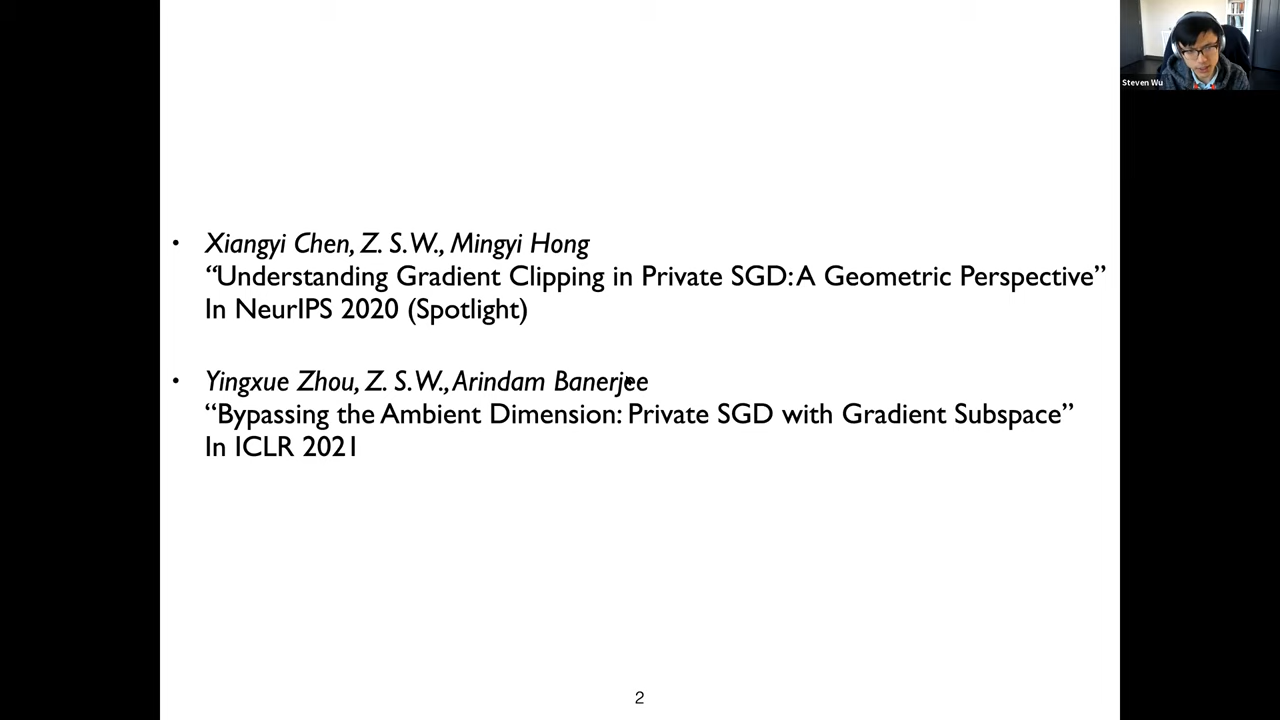 Steven Wu
• Xiangyi Chen, Z. S.W., Mingyi Hong
“Understanding Gradient Clipping in Private SGD: A Geometric Perspective”
In NeurIPS 2020 (Spotlight)
• Yingxue Zhou, Z. S.W., Arindam Banerjee
“Bypassing the Ambient Dimension: Private SGD with Gradient Subspace”
In ICLR 2021
2